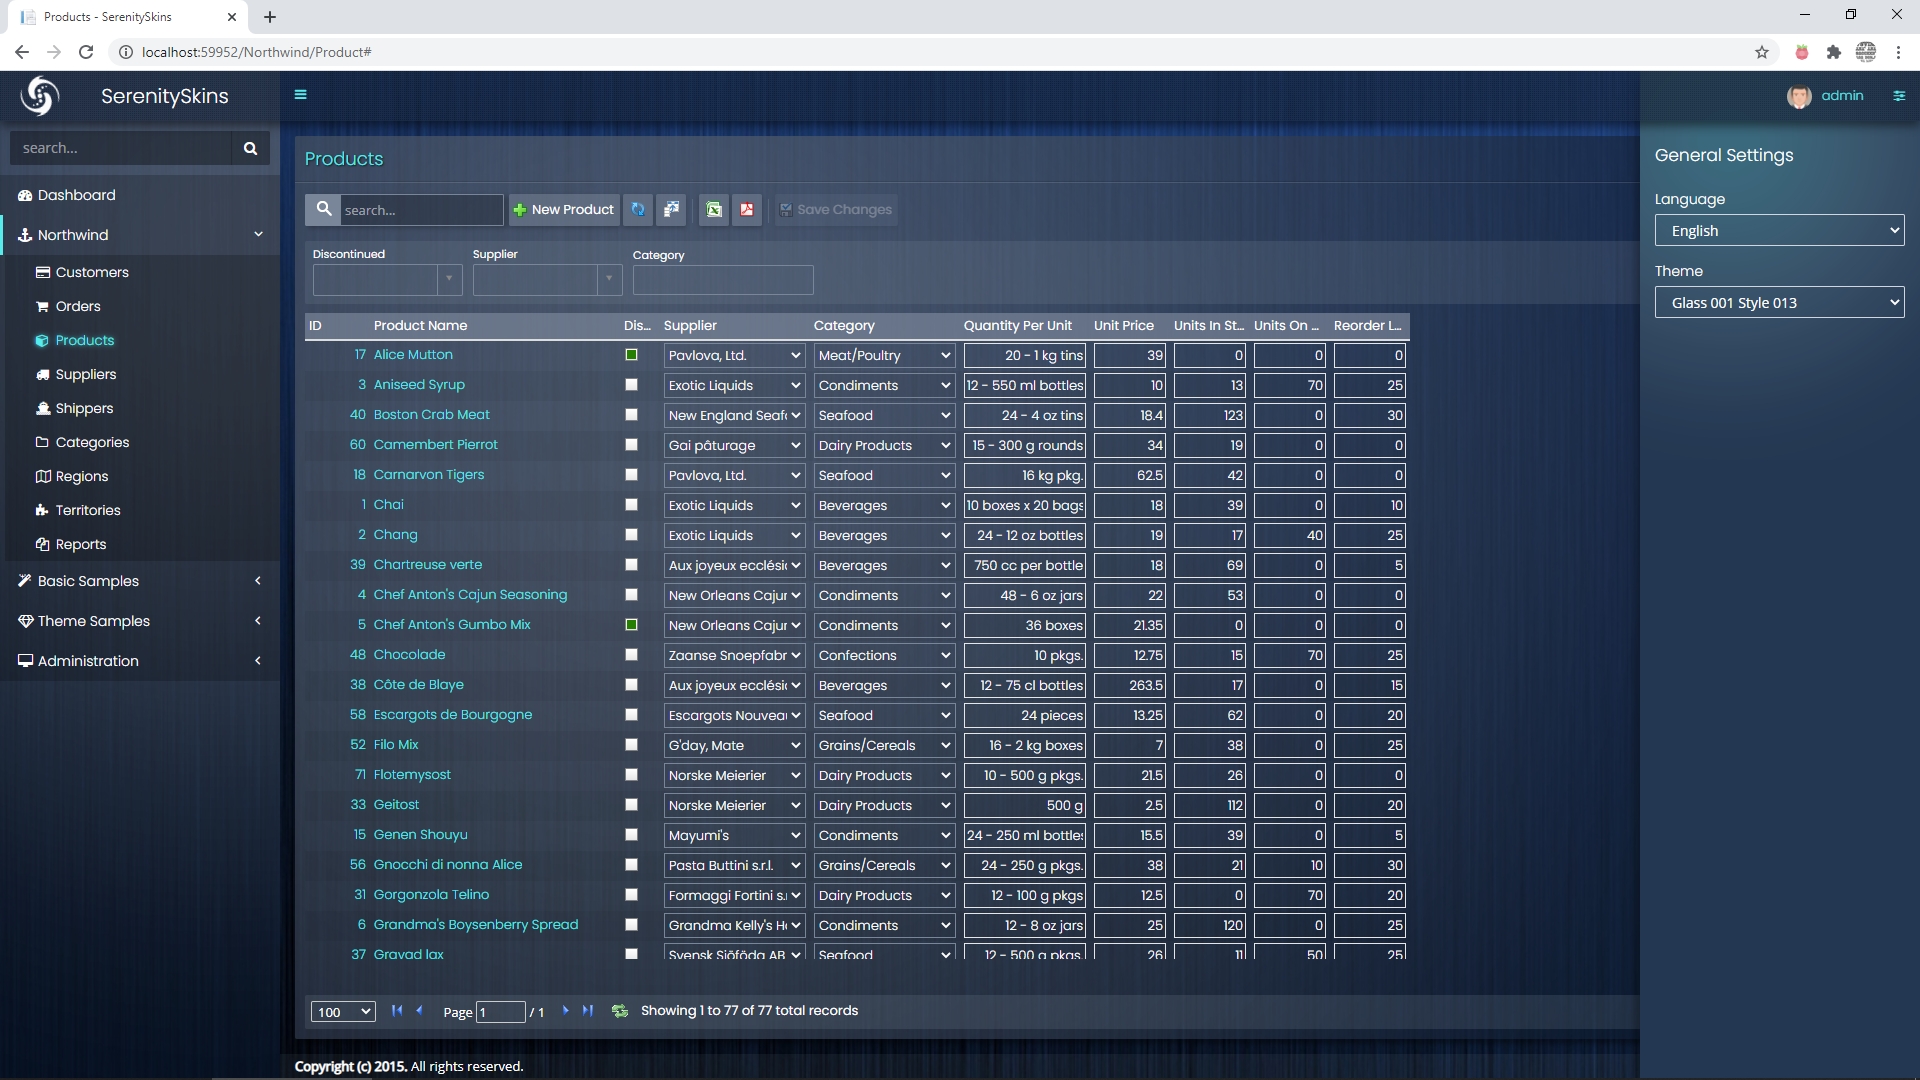 Products - SerenitySkins
localhost:59952/Northwind/Product#
SerenitySkins
admin
search...
Dashboard
Northwind
Customers
Orders
Products
Suppliers
Shippers
Categories
Regions
Territories
Reports
Basic Samples
Theme Samples
Administration
Products
search... New Product Save Changes
Discontinued Supplier Category
ID Product Name Dis... Supplier Category Quantity Per Unit Unit Price Units In St... Units On ... Reorder L...
17 Alice Mutton Pavlova, Ltd. Meat/Poultry 20 - 1 kg tins 39 0 0 0
3 Aniseed Syrup Exotic Liquids Condiments 12 - 550 ml bottles 10 13 70 25
40 Boston Crab Meat New England Seaf Seafood 24 - 4 oz tins 18.4 123 0 30
60 Camembert Pierrot Gai pâturage Dairy Products 15 - 300 g rounds 34 19 0 0
18 Carnarvon Tigers Pavlova, Ltd. Seafood 16 kg pkg. 62.5 42 0 0
1 Chai Exotic Liquids Beverages 10 boxes x 20 bags 18 39 0 10
2 Chang Exotic Liquids Beverages 24 - 12 oz bottles 19 17 40 25
39 Chartreuse verte Aux joyeux ecclési Beverages 750 cc per bottle 18 69 0 5
4 Chef Anton's Cajun Seasoning New Orleans Cajur Condiments 48 - 6 oz jars 22 53 0 0
5 Chef Anton's Gumbo Mix New Orleans Cajur Condiments 36 boxes 21.35 0 0 0
48 Chocolade Zaanse Snoepfabr Confections 10 pkgs. 12.75 15 70 25
38 Côte de Blaye Aux joyeux ecclési Beverages 12 - 75 cl bottles 263.5 17 0 15
58 Escargots de Bourgogne Escargots Nouveau Seafood 24 pieces 13.25 62 0 20
52 Filo Mix G'day, Mate Grains/Cereals 16 - 2 kg boxes 7 38 0 25
71 Flotemysost Norske Meierier Dairy Products 10 - 500 g pkgs. 21.5 26 0 0
33 Geitost Norske Meierier Dairy Products 500 g 2.5 112 0 20
15 Genen Shouyu Mayumi's Condiments 24 - 250 ml bottles 15.5 39 0 5
56 Gnocchi di nonna Alice Pasta Buttini s.r.l. Grains/Cereals 24 - 250 g pkgs. 38 21 10 30
31 Gorgonzola Telino Formaggi Fortini s. Dairy Products 12 - 100 g pkgs 12.5 0 70 20
6 Grandma's Boysenberry Spread Grandma Kelly's H Condiments 12 - 8 oz jars 25 120 0 25
37 Gravad lax Svensk Sjöföda AB Seafood 12 - 500 g pkgs. 26 11 50 25
100 Page 1 / 1 Showing 1 to 77 of 77 total records
Copyright (c) 2015. All rights reserved.
General Settings
Language
English
Theme
Glass 001 Style 013